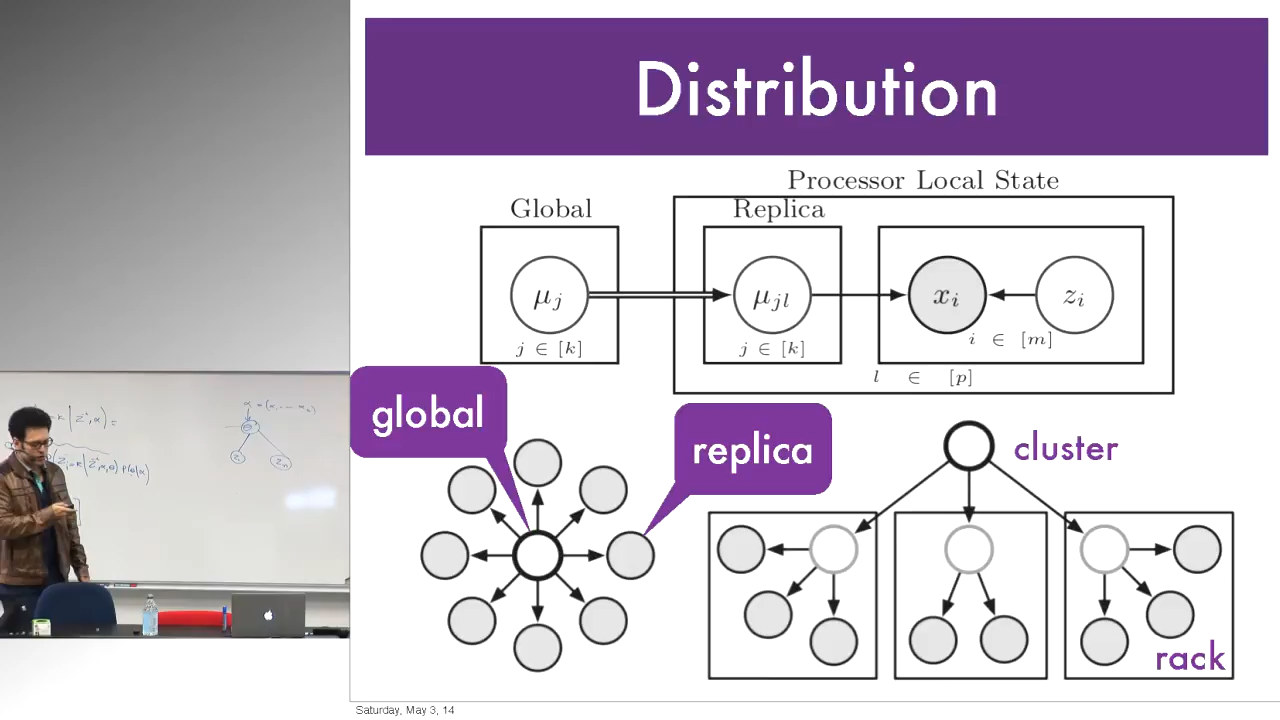 Distribution
Processor Local State
Global
Replica
μj
μjl
xi
zi
j ∈ [k]
j ∈ [k]
i ∈ [m]
l ∈ [p]
global
replica
cluster
rack
Saturday, May 3, 14